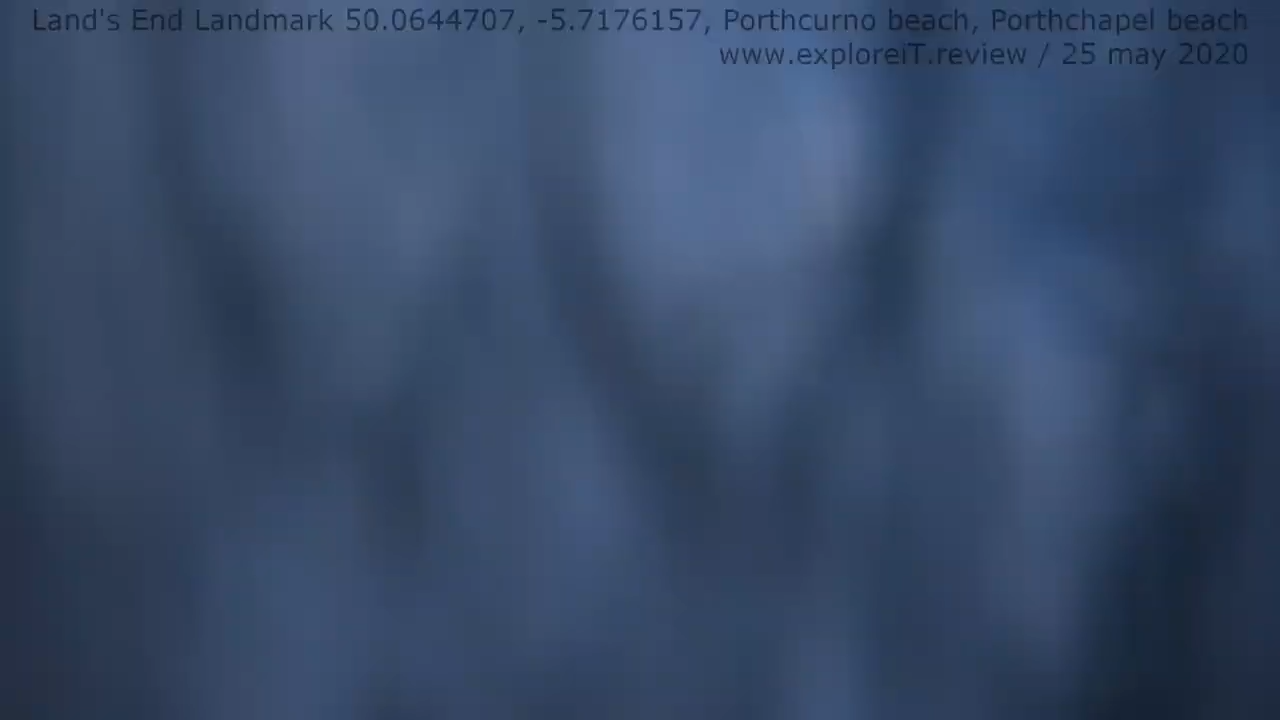 Land's End Landmark 50.0644707, -5.7176157, Porthcurno beach, Porthchapel beach
www.exploreiT.review / 25 may 2020